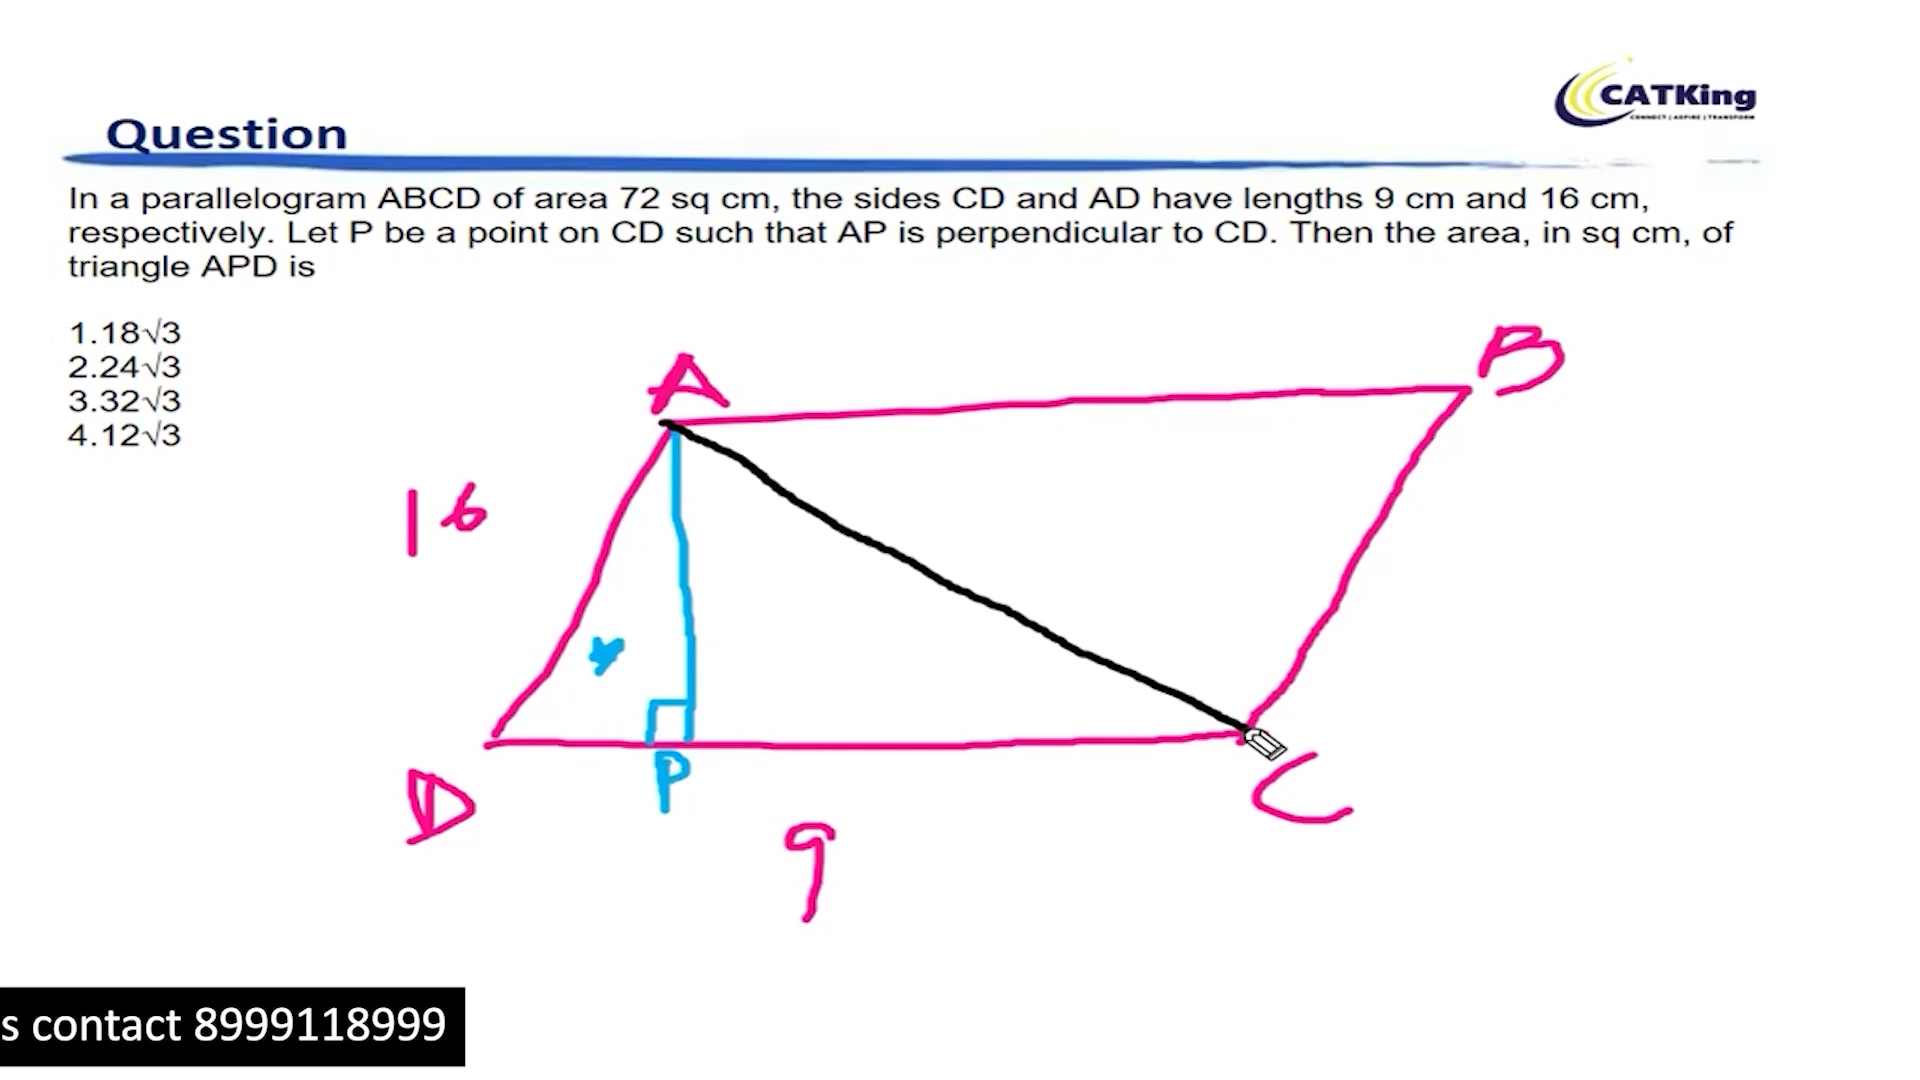 CATKing
CONNECT | ASPIRE | TRANSFORM
Question
In a parallelogram ABCD of area 72 sq cm, the sides CD and AD have lengths 9 cm and 16 cm,
respectively. Let P be a point on CD such that AP is perpendicular to CD. Then the area, in sq cm, of
triangle APD is
1.18√3
2.24√3
3.32√3
4.12√3
A
B
16
D
P
C
9
s contact 8999118999